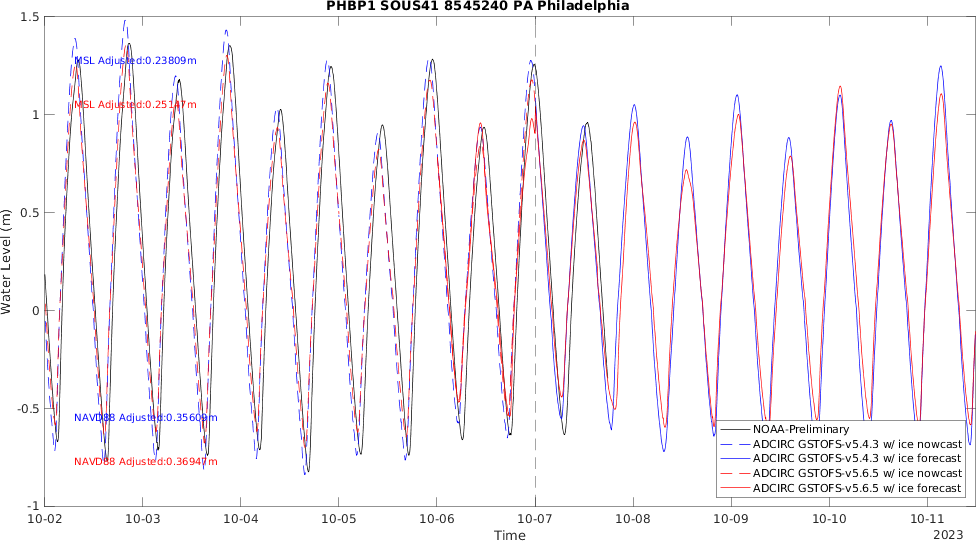 PHBP1 SOUS41 8545240 PA Philadelphia
1.5
1
0.5
0
-0.5
-1
Water Level (m)
MSL Adjusted:0.23809m
MSL Adjusted:0.25147m
NAVD88 Adjusted:0.35609m
NAVD88 Adjusted:0.36947m
NOAA-Preliminary
ADCIRC GSTOFS-v5.4.3 w/ ice nowcast
ADCIRC GSTOFS-v5.4.3 w/ ice forecast
ADCIRC GSTOFS-v5.6.5 w/ ice nowcast
ADCIRC GSTOFS-v5.6.5 w/ ice forecast
10-02 10-03 10-04 10-05 10-06 10-07 10-08 10-09 10-10 10-11
Time
2023